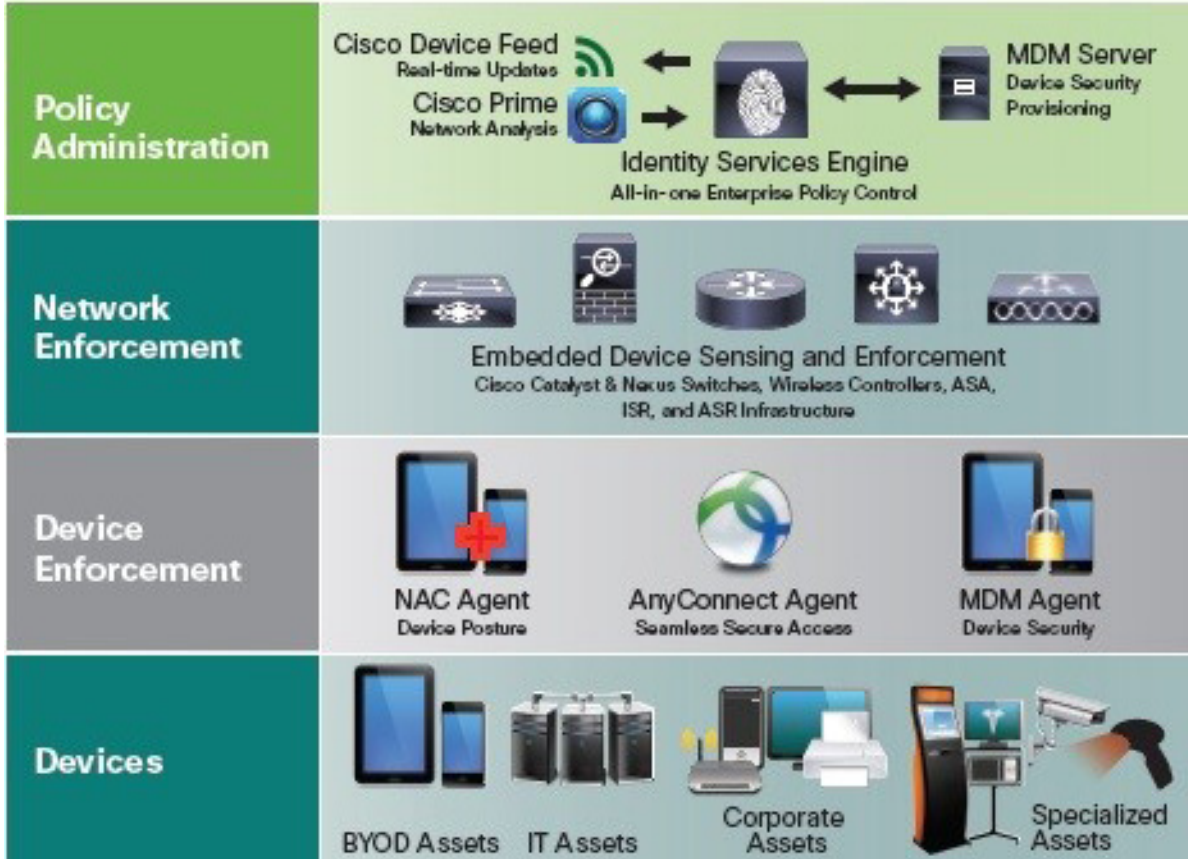 Policy
Administration
Cisco Device Feed
Real-time Updates
Cisco Prime
Network Analysis
MDM Server
Device Security
Provisioning
Identity Services Engine
All-in-one Enterprise Policy Control
Network
Enforcement
Embedded Device Sensing and Enforcement
Cisco Catalyst & Nexus Switches, Wireless Controllers, ASA,
ISR, and ASR Infrastructure
Device
Enforcement
NAC Agent
Device Posture
AnyConnect Agent
Seamless Secure Access
MDM Agent
Device Security
Devices
BYOD Assets
IT Assets
Corporate
Assets
Specialized
Assets